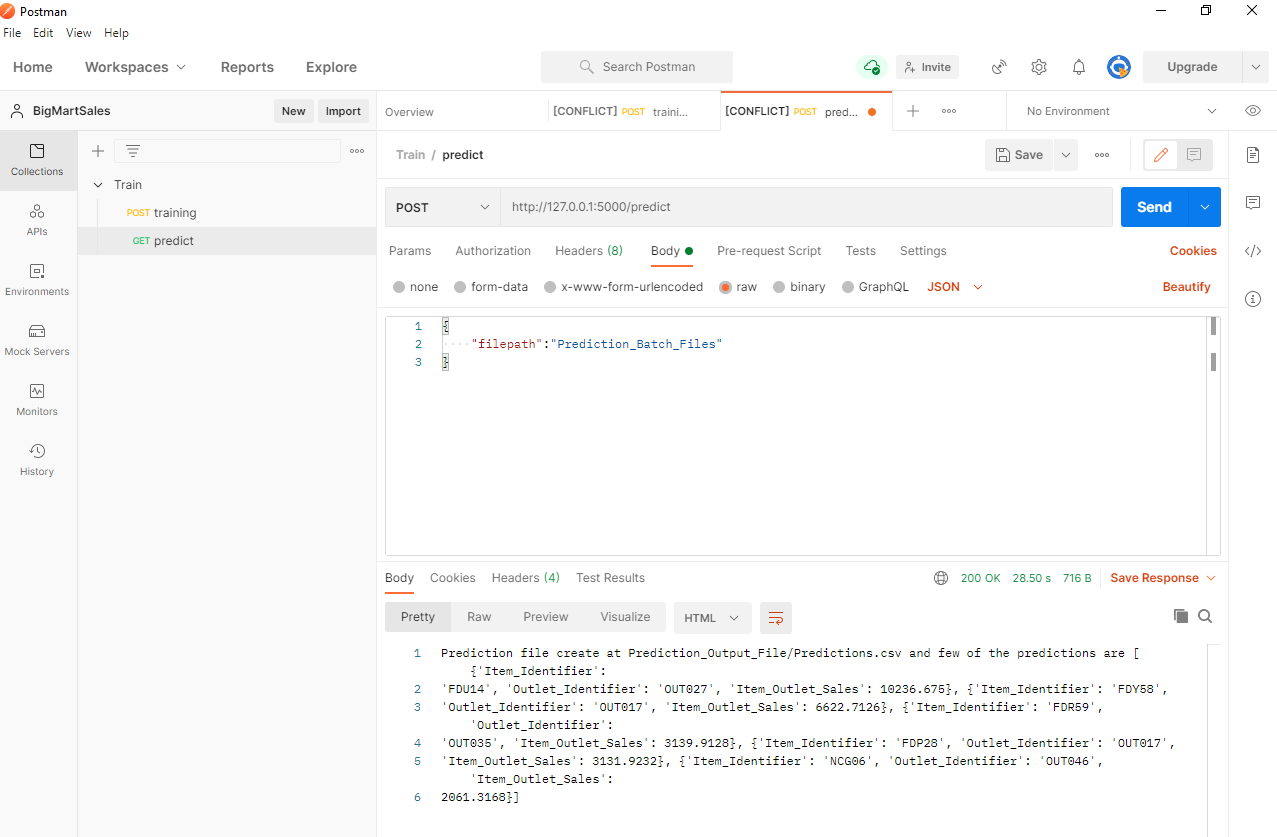 Postman
File Edit View Help
Home Workspaces Reports Explore Search Postman Invite Upgrade
BigMartSales New Import
Overview [CONFLICT] POST traini... [CONFLICT] POST pred... No Environment
Collections
APIs
Environments
Mock Servers
Monitors
History
Train
POST training
GET predict
Train / predict Save
POST http://127.0.0.1:5000/predict Send
Params Authorization Headers (8) Body Pre-request Script Tests Settings Cookies
none form-data x-www-form-urlencoded raw binary GraphQL JSON Beautify
1 {
2 "filepath":"Prediction_Batch_Files"
3 }
Body Cookies Headers (4) Test Results 200 OK 28.50 s 716 B Save Response
Pretty Raw Preview Visualize HTML
1 Prediction file create at Prediction_Output_File/Predictions.csv and few of the predictions are [
{'Item_Identifier':
2 'FDU14', 'Outlet_Identifier': 'OUT027', 'Item_Outlet_Sales': 10236.675}, {'Item_Identifier': 'FDY58',
3 'Outlet_Identifier': 'OUT017', 'Item_Outlet_Sales': 6622.7126}, {'Item_Identifier': 'FDR59',
'Outlet_Identifier':
4 'OUT035', 'Item_Outlet_Sales': 3139.9128}, {'Item_Identifier': 'FDP28', 'Outlet_Identifier': 'OUT017',
5 'Item_Outlet_Sales': 3131.9232}, {'Item_Identifier': 'NCG06', 'Outlet_Identifier': 'OUT046',
'Item_Outlet_Sales':
6 2061.3168}]